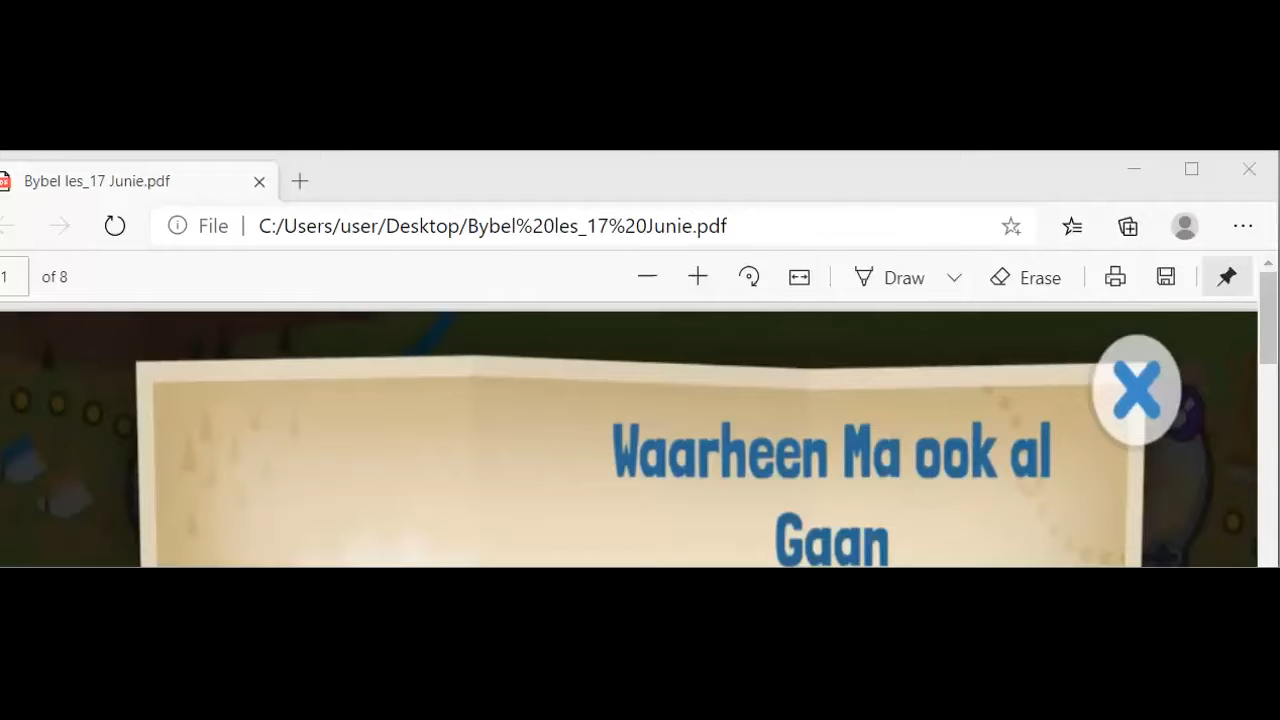 Bybel les_17 Junie.pdf
File C:/Users/user/Desktop/Bybel%20les_17%20Junie.pdf
1 of 8 Draw Erase
Waarheen Ma ook al
Gaan